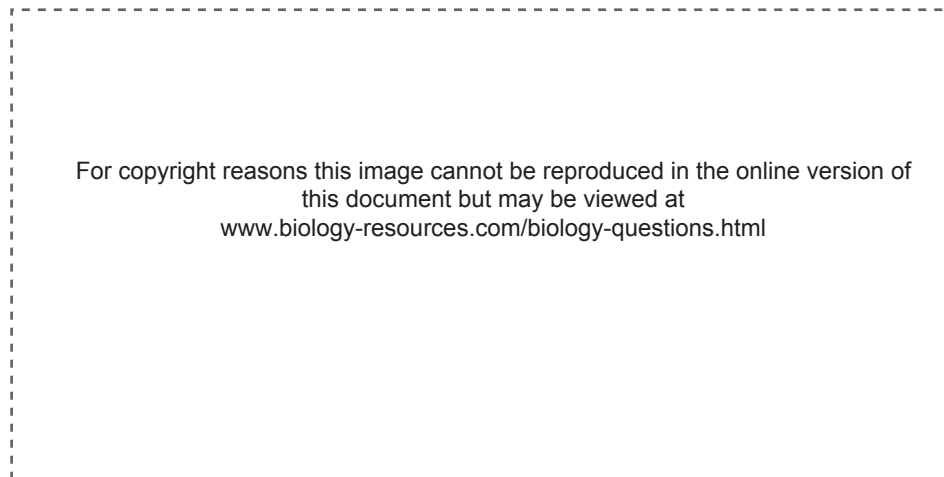 For copyright reasons this image cannot be reproduced in the online version of
this document but may be viewed at
www.biology-resources.com/biology-questions.html